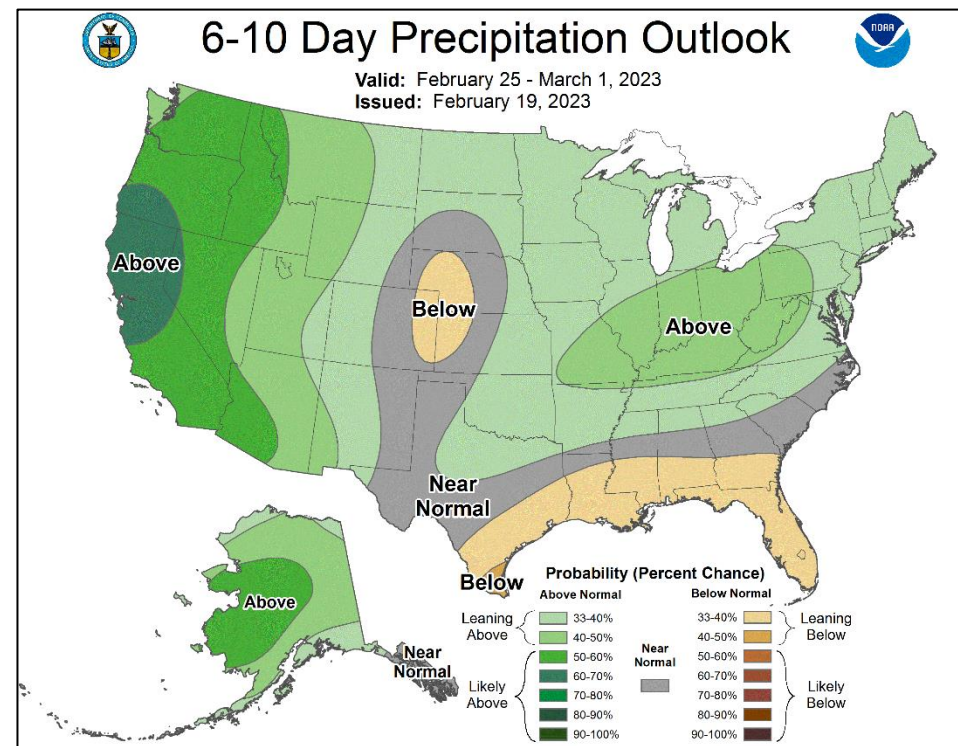 6-10 Day Precipitation Outlook
NOAA
Valid: February 25 - March 1, 2023
Issued: February 19, 2023
Above
Below
Above
Near
Normal
Below
Above
Near
Normal
Probability (Percent Chance)
Above Normal
Below Normal
Leaning
Above
33-40%
40-50%
Likely
Above
50-60%
60-70%
70-80%
80-90%
90-100%
Near
Normal
33-40%
40-50%
Leaning
Below
50-60%
60-70%
70-80%
80-90%
90-100%
Likely
Below